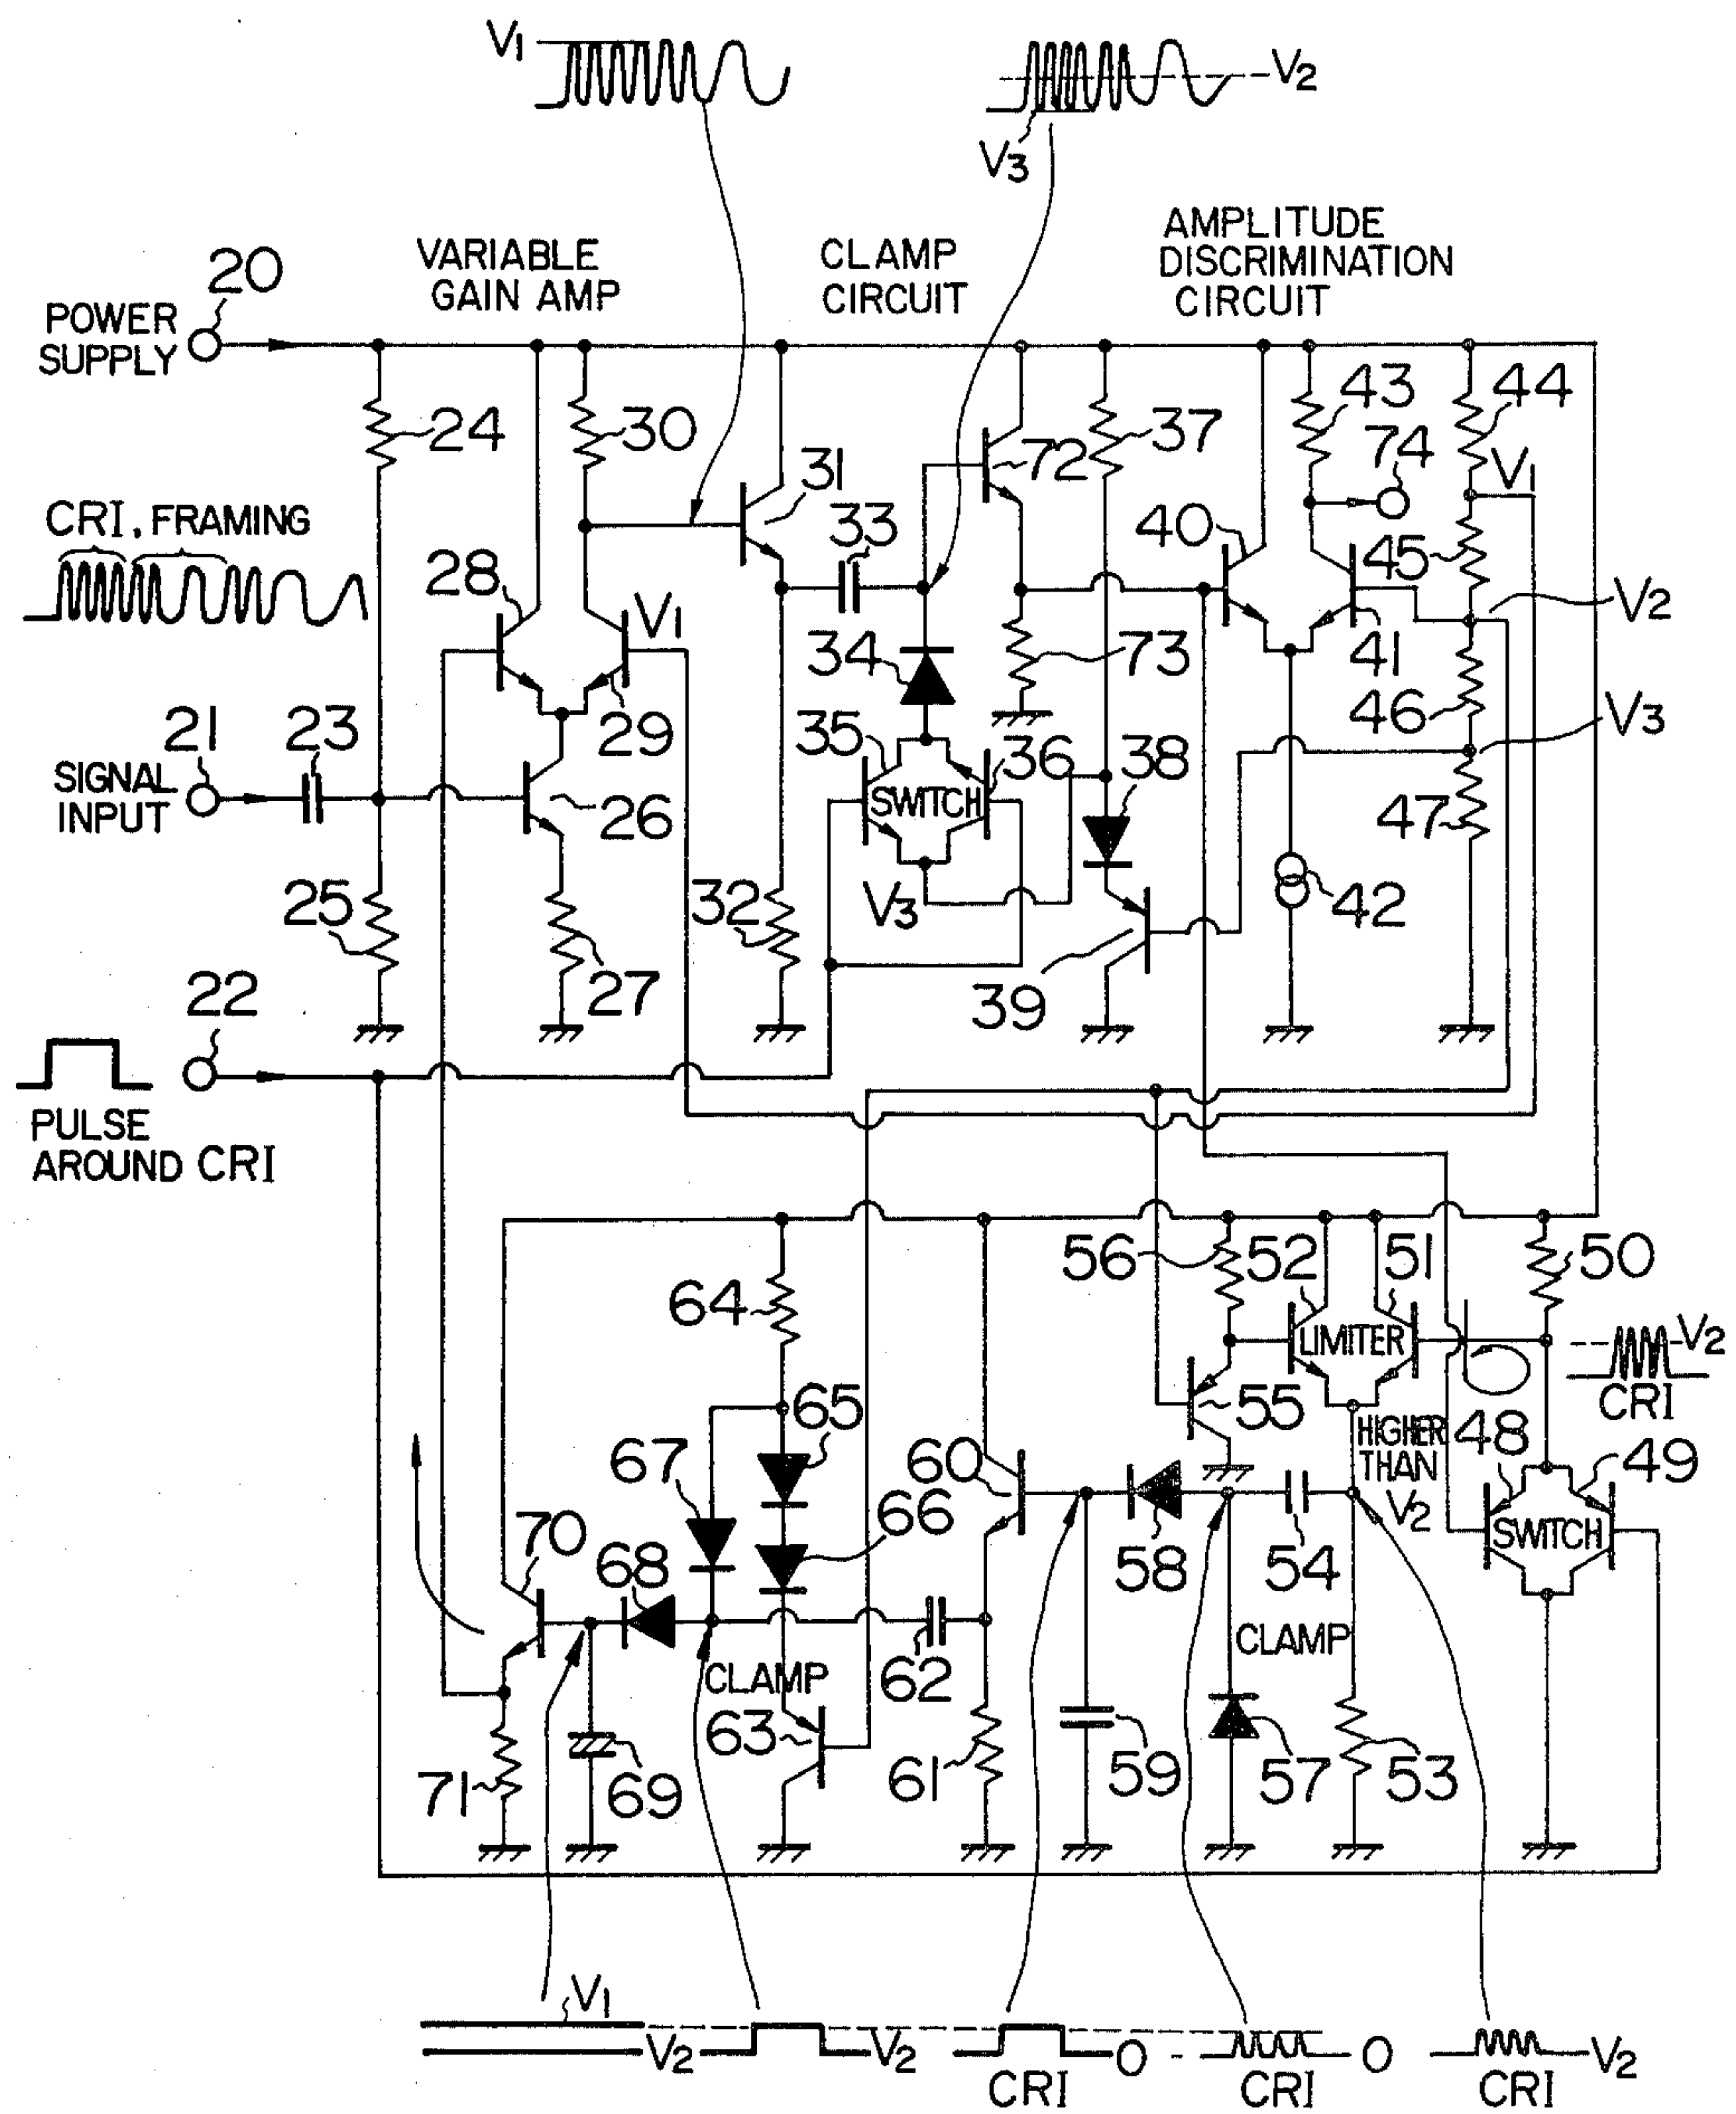 V1
V2
V3
AMPLITUDE
DISCRIMINATION
CIRCUIT
VARIABLE
GAIN AMP
CLAMP
CIRCUIT
20
POWER
SUPPLY
24
30
31
33
72
37
43
44
74
V1
CRI, FRAMING
28
V1
40
45
V2
34
73
41
46
V3
21
23
29
35
36
38
SIGNAL
INPUT
26
SWITCH
47
25
32
V3
42
22
27
39
PULSE
AROUND CRI
56
52
51
50
64
LIMITER
V2
CRI
65
55
HIGHER
THAN
V2
48
49
67
60
66
SWITCH
70
68
58
54
CLAMP
CLAMP
62
63
71
69
61
59
57
53
V1
V2
V2
O
O
V2
CRI
CRI
CRI